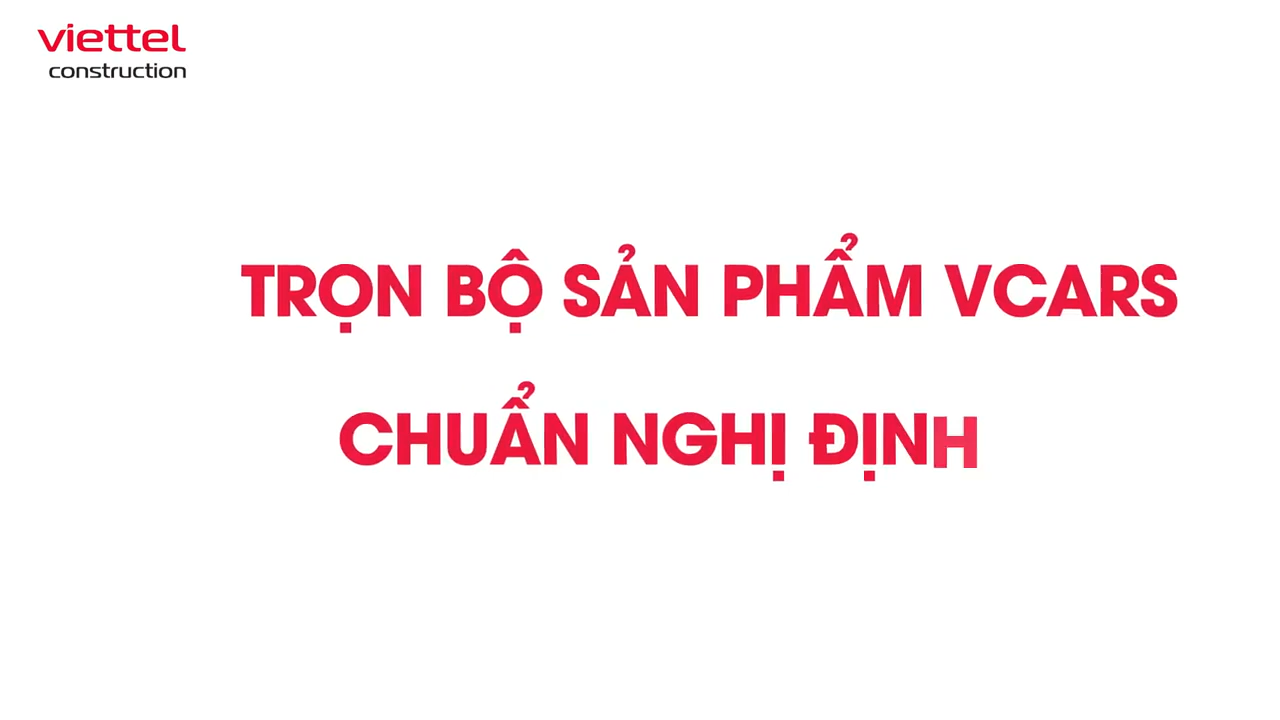 viettel
construction
TRỌN BỘ SẢN PHẨM VCARS
CHUẨN NGHỊ ĐỊNH